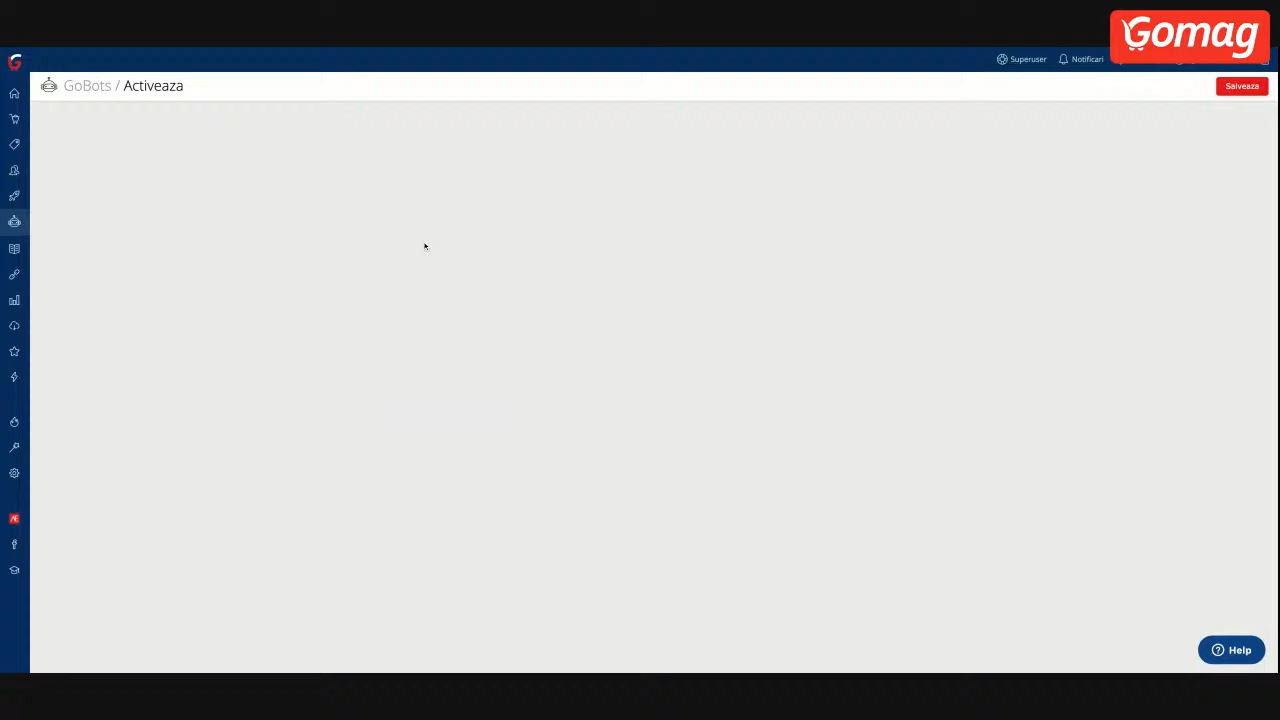 Gomag
Superuser
Notificari
GoBots / Activeaza
Salveaza
Help